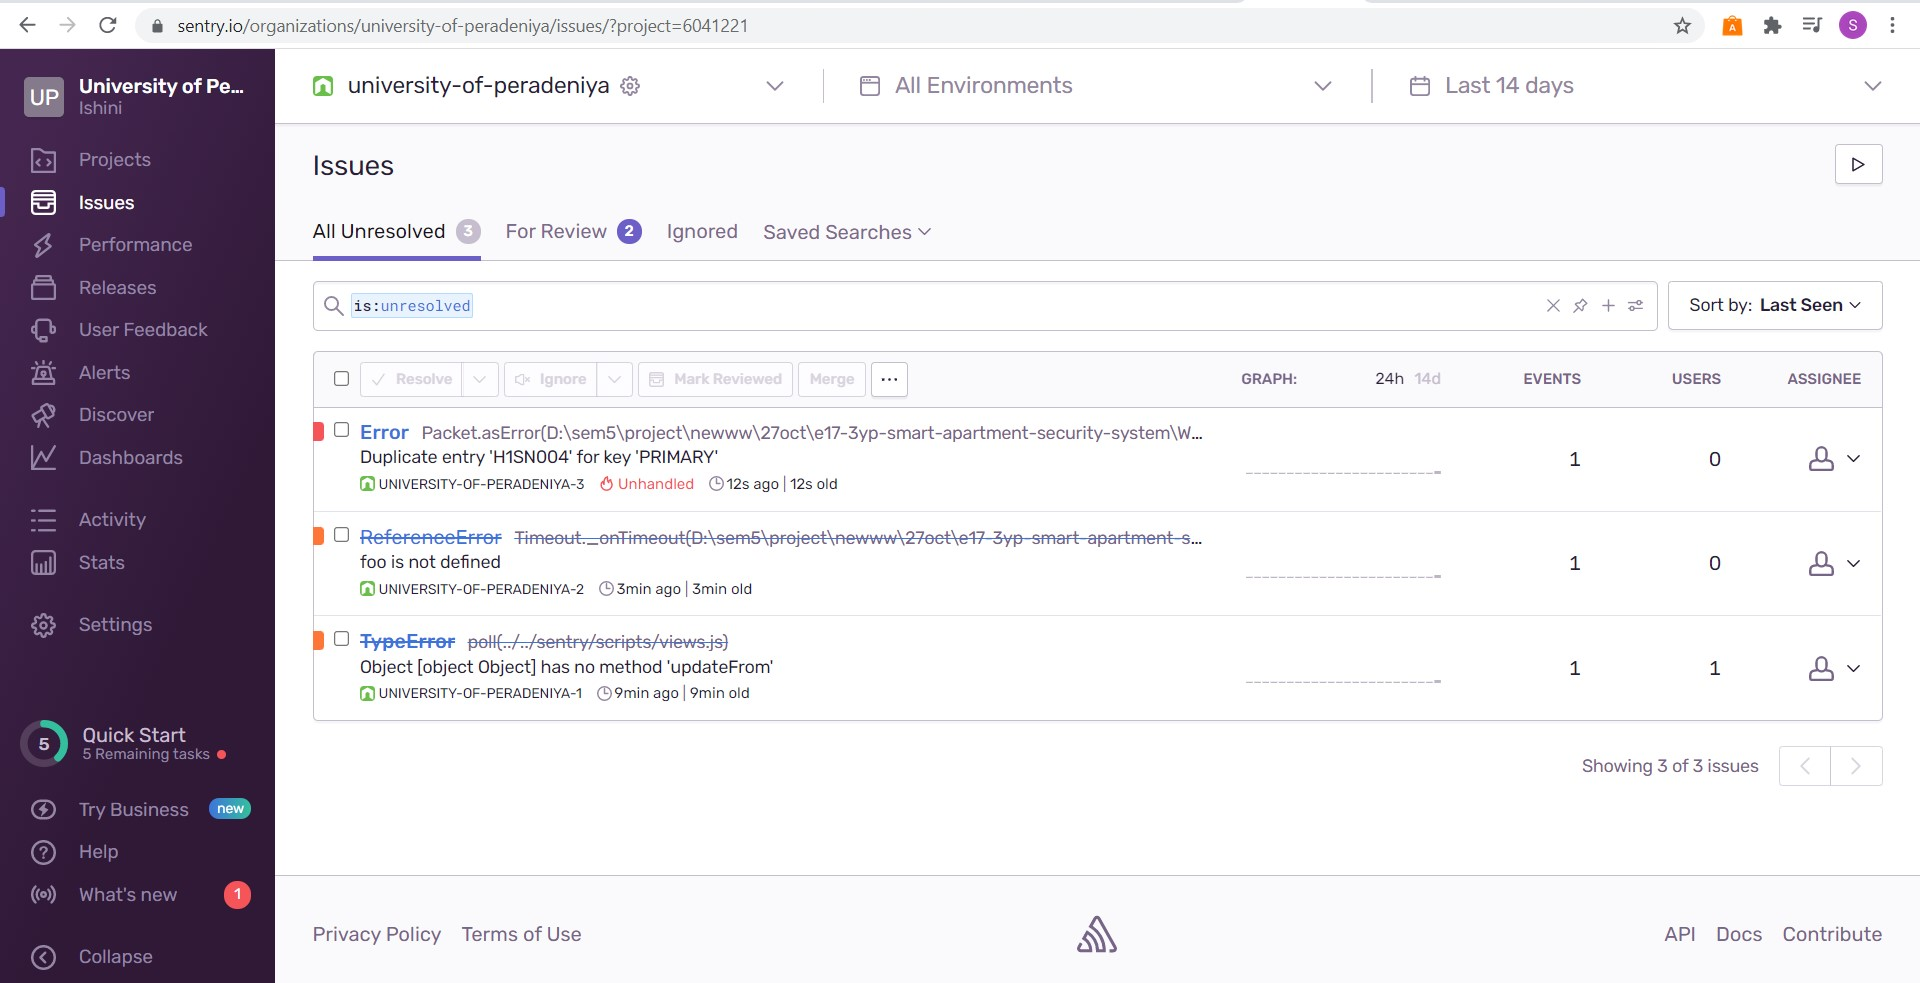 sentry.io/organizations/university-of-peradeniya/issues/?project=6041221
A
S
UP
University of Pe...
Ishini
Projects
Issues
Performance
Releases
User Feedback
Alerts
Discover
Dashboards
Activity
Stats
Settings
5
Quick Start
5 Remaining tasks
Try Business new
Help
What's new 1
Collapse
university-of-peradeniya
All Environments
Last 14 days
Issues
All Unresolved 3 For Review 2 Ignored Saved Searches
is:unresolved
Sort by: Last Seen
Resolve Ignore Mark Reviewed Merge ... GRAPH: 24h 14d EVENTS USERS ASSIGNEE
Error Packet.asError(D:\sem5\project\newww\27oct\e17-3yp-smart-apartment-security-system\W...
Duplicate entry 'H1SN004' for key 'PRIMARY'
UNIVERSITY-OF-PERADENIYA-3 Unhandled 12s ago | 12s old
1 0
ReferenceError Timeout._onTimeout(D:\sem5\project\newww\27oct\e17-3yp-smart-apartment-s...
foo is not defined
UNIVERSITY-OF-PERADENIYA-2 3min ago | 3min old
1 0
TypeError poll(../../sentry/scripts/views.js)
Object [object Object] has no method 'updateFrom'
UNIVERSITY-OF-PERADENIYA-1 9min ago | 9min old
1 1
Showing 3 of 3 issues
Privacy Policy Terms of Use
API Docs Contribute